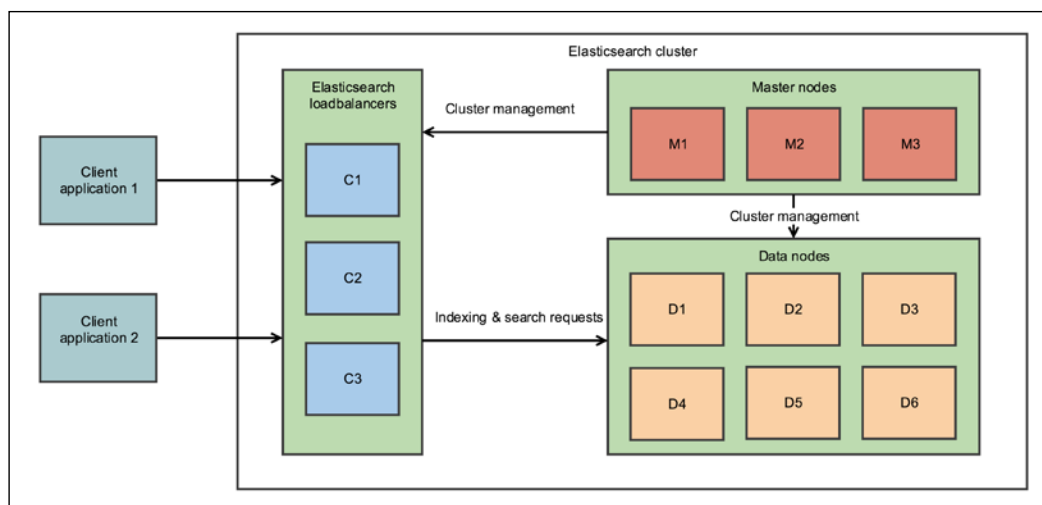 Elasticsearch cluster
Elasticsearch
loadbalancers
Master nodes
Cluster management
M1
M2
M3
Client
application 1
C1
Cluster management
Data nodes
C2
D1
D2
D3
Client
application 2
Indexing & search requests
C3
D4
D5
D6